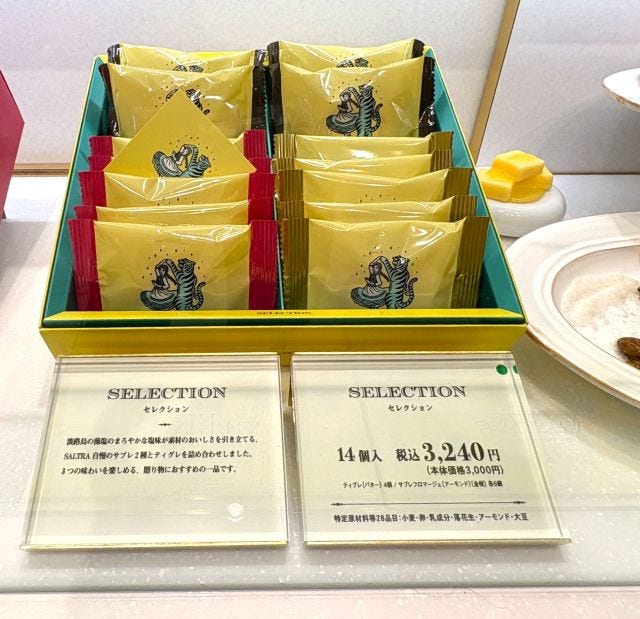 SELECTION
SELECTION
セレクション
淡路島の藻塩のまろやかな塩味が素材のおいしさを引き立てる、
SALTRA 自慢のサブレ2種とティグレを詰め合わせしました。
3つの味わいを楽しめる、贈り物におすすめの一品です。
SELECTION
セレクション
14個入 税込3,240円
(本体価格3,000円)
ティグレ(バター) 4個 / サブレフロマージュ[アーモンド] 各5個
特定原材料等28品目:小麦・卵・乳成分・落花生・アーモンド・大豆